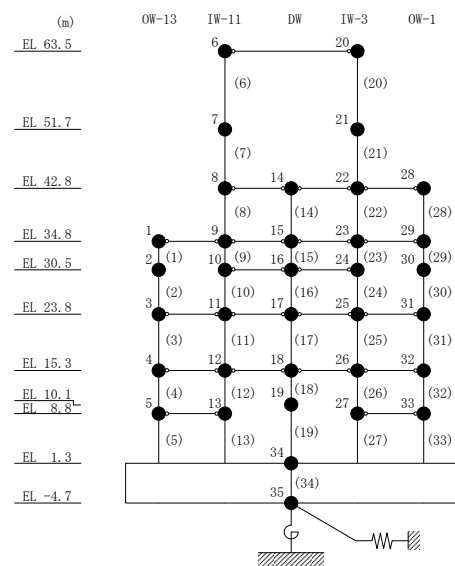 (m) OW-13 IW-11 DW IW-3 OW-1
EL 63.5 6 20
(6) (20)
EL 51.7 7 21
(7) (21)
EL 42.8 8 14 22 28
(8) (14) (22) (28)
EL 34.8 1 9 15 23 29
(1) (9) (15) (23) (29)
EL 30.5 2 10 16 24 30
(2) (10) (16) (24) (30)
EL 23.8 3 11 17 25 31
(3) (11) (17) (25) (31)
EL 15.3 4 12 18 26 32
(4) (12) (18) (26) (32)
EL 10.1 19
EL 8.8 5 13 27 33
(5) (13) (19) (27) (33)
EL 1.3 34
(34)
EL -4.7 35